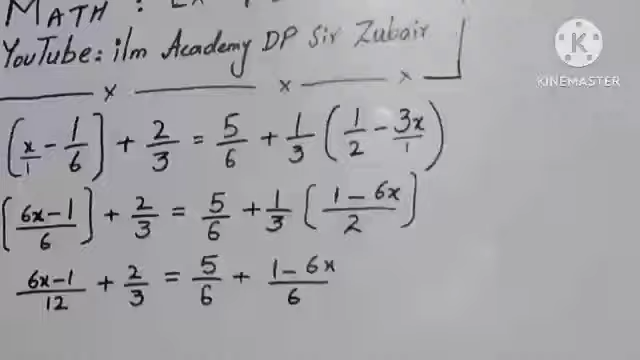 MATH : EX
YouTube: ilm Academy DP Sir Zubair
K
KINEMASTER
(x/1 - 1/6] + 2/3 = 5/6 + 1/3 (1/2 - 3x/1)
[6x-1/6] + 2/3 = 5/6 + 1/3 (1-6x/2)
6x-1/12 + 2/3 = 5/6 + 1-6x/6